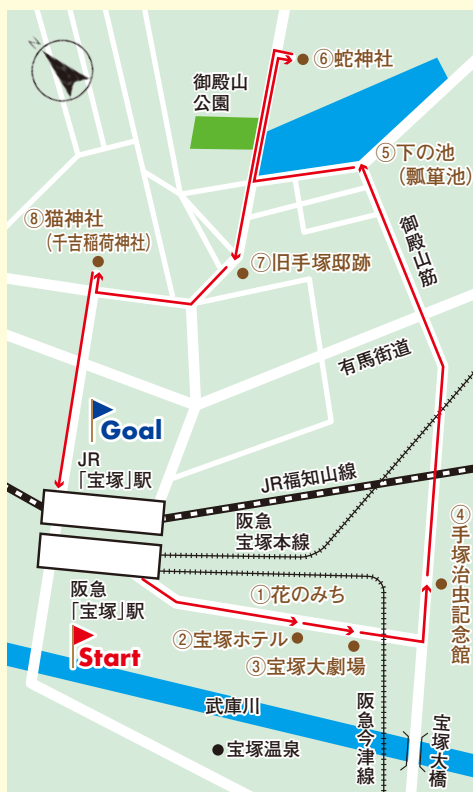 N
⑥蛇神社
御殿山
公園
⑤下の池
(瓢箪池)
⑧猫神社
(千吉稲荷神社)
⑦旧手塚邸跡
御殿山筋
有馬街道
Goal
JR
「宝塚」駅
JR福知山線
阪急
宝塚本線
④手塚治虫記念館
①花のみち
阪急
「宝塚」駅
②宝塚ホテル
Start
③宝塚大劇場
武庫川
阪急今津線
宝塚大橋
宝塚温泉